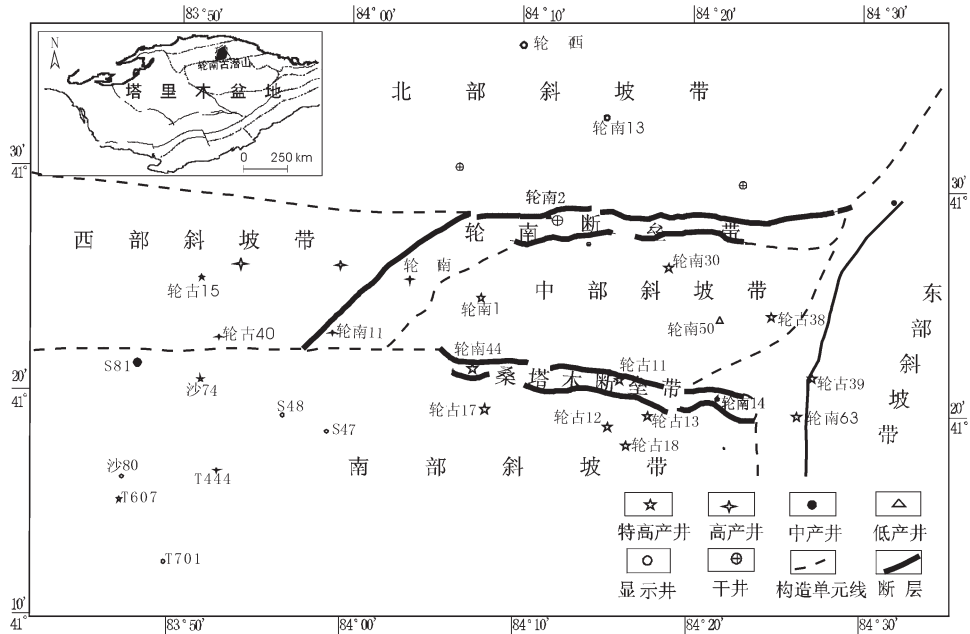 83°50' 84°00' 84°10' 84°20' 84°30'
N
轮南古潜山
塔里木盆地
0 250 km
轮西
北部斜坡带
轮南13
30'
41°
30'
41°
轮南2
轮南断垒带
西部斜坡带
轮南
轮南30
轮古15
中部斜坡带
东部斜坡带
轮南1
轮南50
轮古38
轮古40
轮南11
S81
轮南44
轮古11
20'
41°
沙74
桑塔木断垒带
轮古39
S48
轮古17
轮南14
轮古12
轮古13
轮南63
20'
41°
S47
轮古18
沙80
T444
南部斜坡带
T607
特高产井 高产井 中产井 低产井
T701
显示井 干井 构造单元线 断层
10'
41°
83°50' 84°00' 84°10' 84°20' 84°30'